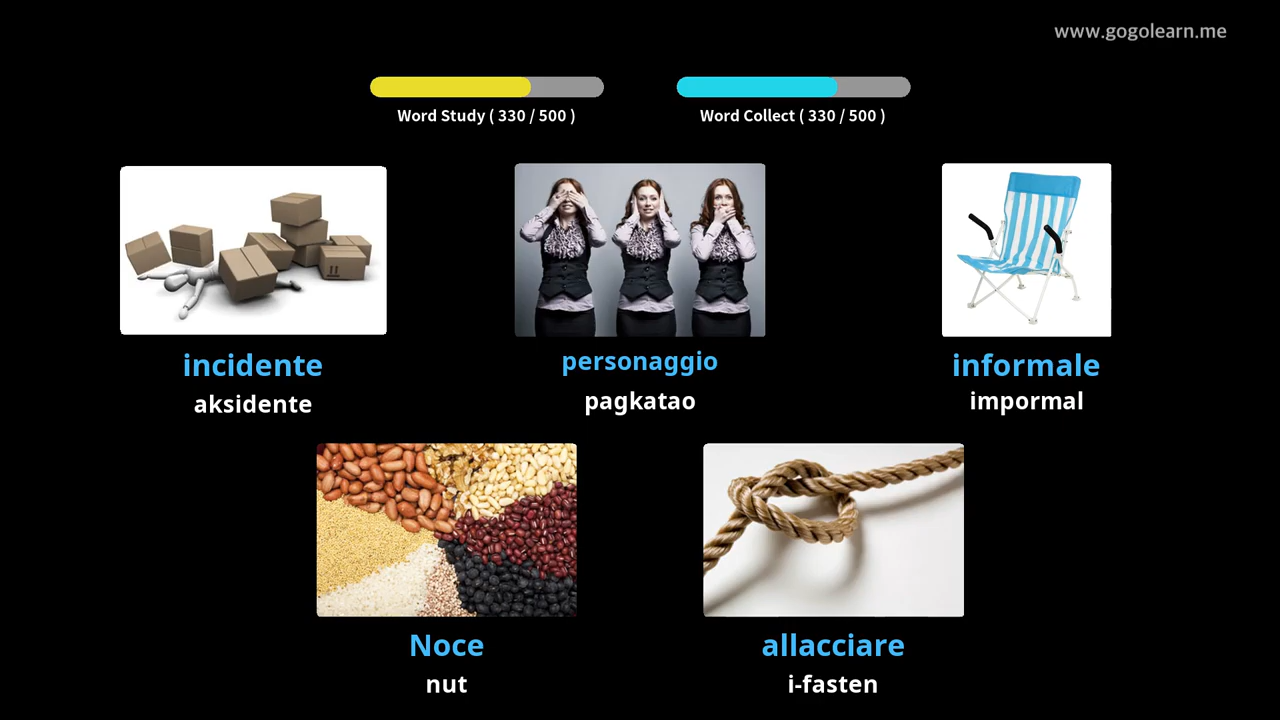 www.gogolearn.me
Word Study ( 330 / 500 )
Word Collect ( 330 / 500 )
incidente
aksidente
personaggio
pagkatao
informale
impormal
Noce
nut
allacciare
i-fasten